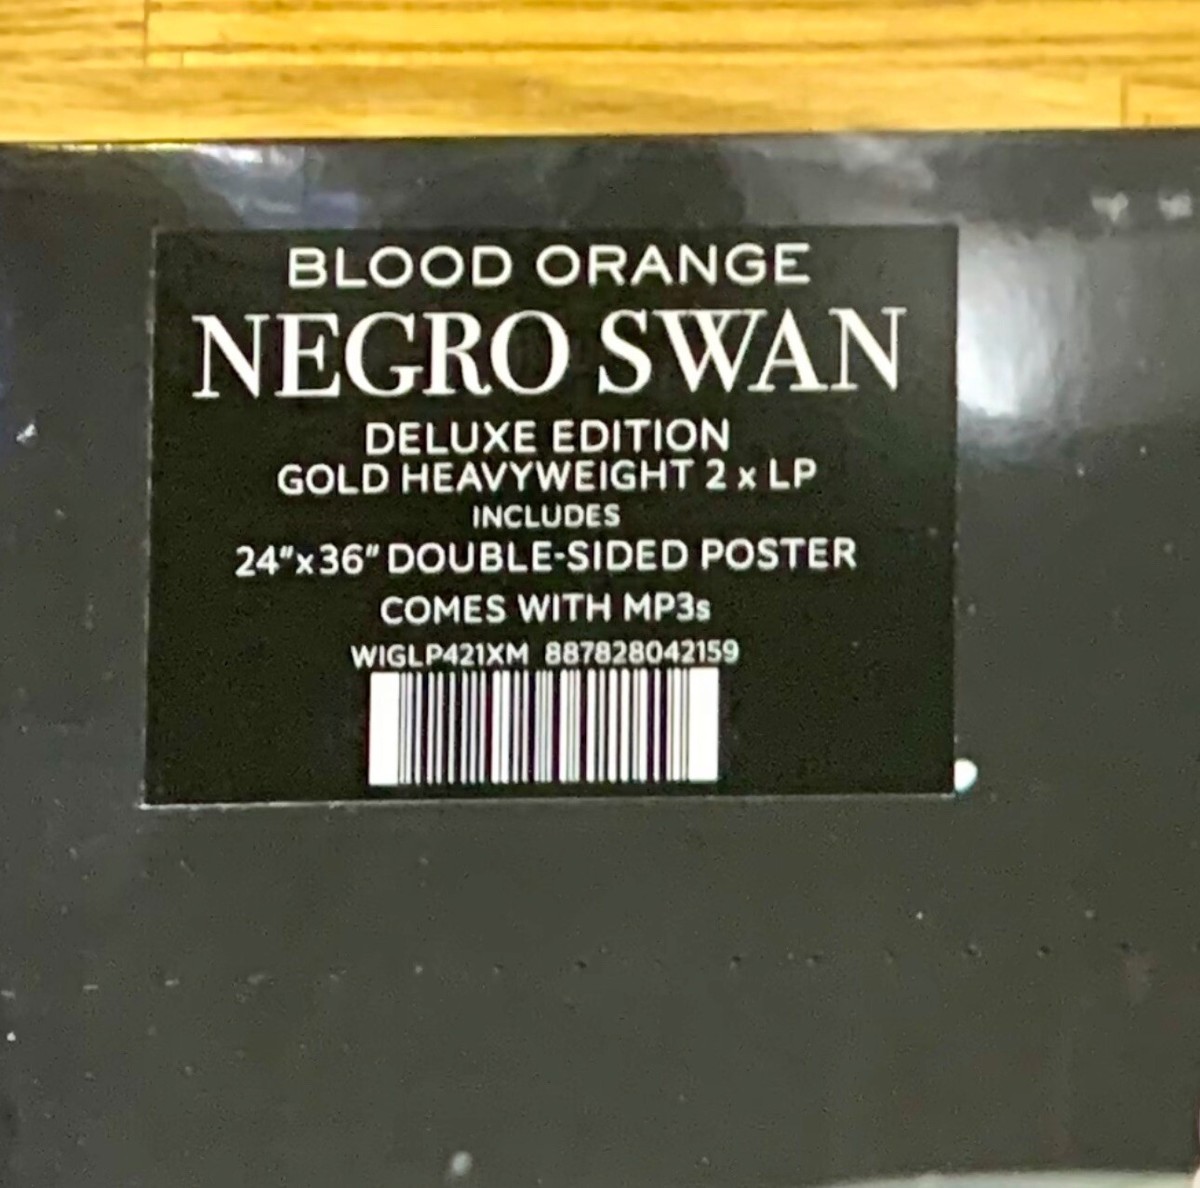 BLOOD ORANGE
NEGRO SWAN
DELUXE EDITION
GOLD HEAVYWEIGHT 2 x LP
INCLUDES
24"x36" DOUBLE-SIDED POSTER
COMES WITH MP3s
WIGLP421XM 887828042159